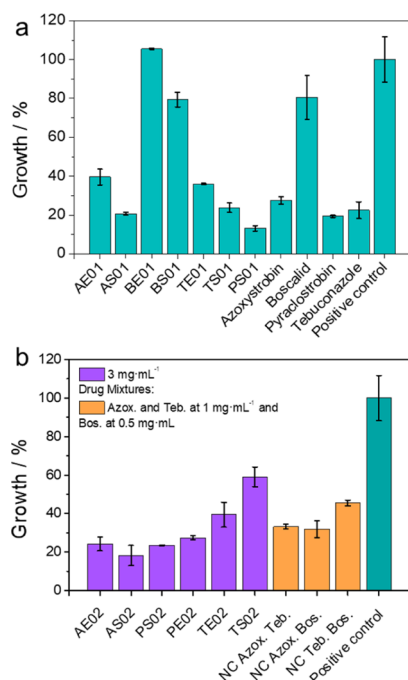 a
Growth / %
120
100
80
60
40
20
0
AE01
AS01
BE01
BS01
TE01
TS01
PS01
Azoxystrobin
Boscalid
Pyraclostrobin
Tebuconazole
Positive control
b
Growth / %
120
100
80
60
40
20
0
3 mg·mL⁻¹
Drug Mixtures:
Azox. and Teb. at 1 mg·mL⁻¹ and
Bos. at 0.5 mg·mL
AE02
AS02
PS02
PE02
TE02
TS02
NC Azox. Teb.
NC Azox. Bos.
NC Teb. Bos.
Positive control